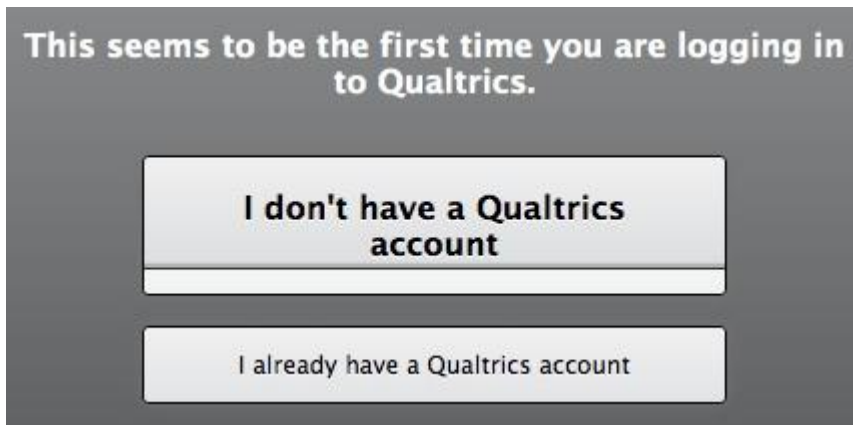 This seems to be the first time you are logging in
to Qualtrics.
I don't have a Qualtrics
account
I already have a Qualtrics account